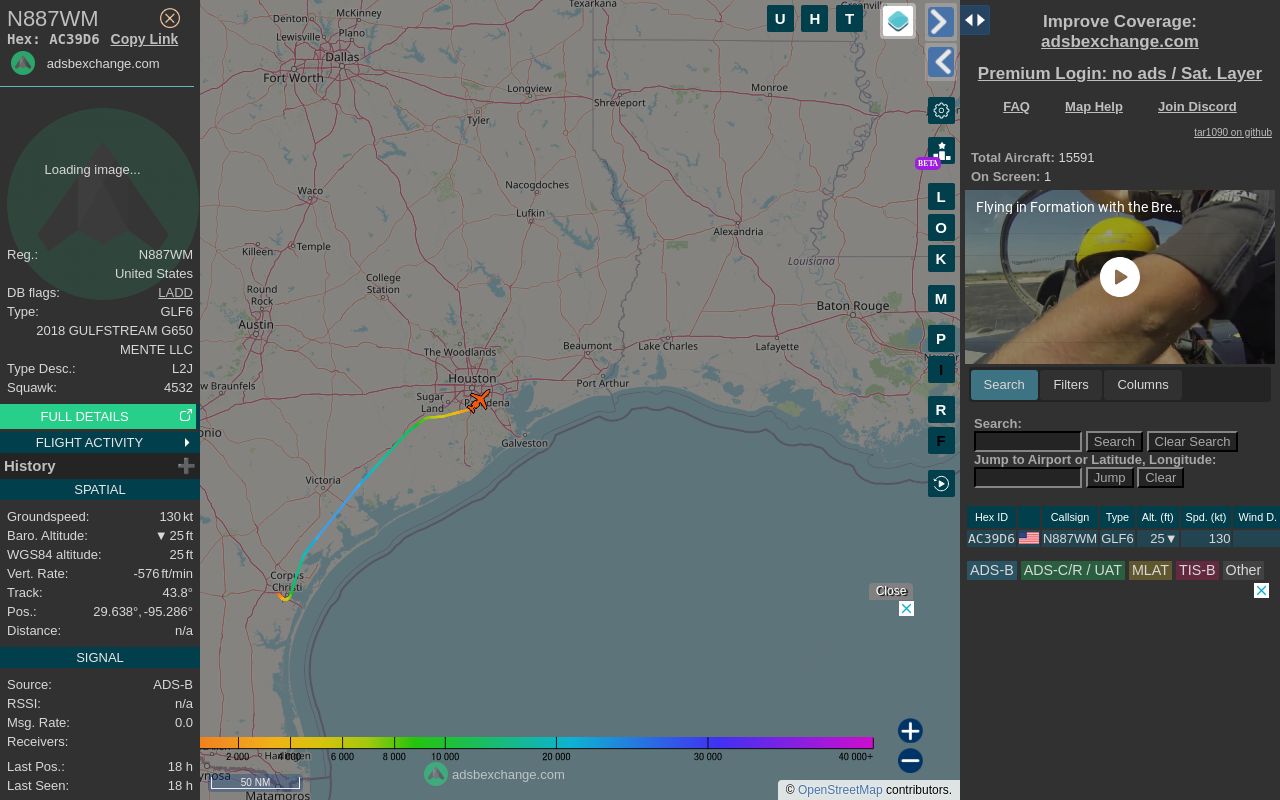 N887WM
Hex: AC39D6 Copy Link
adsbexchange.com
Loading image...
Reg.: N887WM
United States
DB flags: LADD
Type: GLF6
2018 GULFSTREAM G650
MENTE LLC
Type Desc.: L2J
Squawk: 4532
FULL DETAILS
FLIGHT ACTIVITY
History
SPATIAL
Groundspeed: 130 kt
Baro. Altitude: ▼ 25 ft
WGS84 altitude: 25 ft
Vert. Rate: -576 ft/min
Track: 43.8°
Pos.: 29.638°, -95.286°
Distance: n/a
SIGNAL
Source: ADS-B
RSSI: n/a
Msg. Rate: 0.0
Receivers:
Last Pos.: 18 h
Last Seen: 18 h
Texarkana
Greenville
Denton
McKinney
Lewisville
Plano
Dallas
Fort Worth
Longview
Tyler
Shreveport
Monroe
Waco
Nacogdoches
Lufkin
Killeen
Temple
Alexandria
Louisiana
College
Station
Round
Rock
Austin
Baton Rouge
The Woodlands
Beaumont
Lake Charles
Lafayette
Houston
Port Arthur
w Braunfels
Sugar
Land
Galveston
onio
Victoria
Corpus
Christi
2 000 4 000 6 000 8 000 10 000 20 000 30 000 40 000+
ynosa
50 NM
Matamoros
adsbexchange.com
© OpenStreetMap contributors.
U H T
BETA
L
O
K
M
P
I
R
F
Close
Improve Coverage:
adsbexchange.com
Premium Login: no ads / Sat. Layer
FAQ Map Help Join Discord
tar1090 on github
Total Aircraft: 15591
On Screen: 1
Flying in Formation with the Bre...
Search Filters Columns
Search:
Search Clear Search
Jump to Airport or Latitude, Longitude:
Jump Clear
Hex ID Callsign Type Alt. (ft) Spd. (kt) Wind D.
AC39D6 N887WM GLF6 25▼ 130
ADS-B ADS-C/R / UAT MLAT TIS-B Other